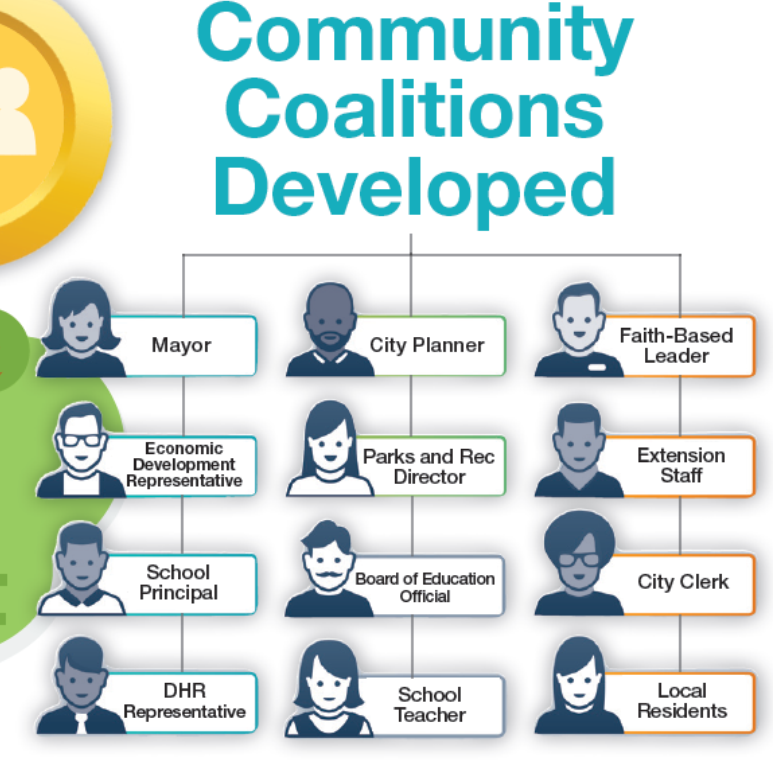 Community
Coalitions
Developed
Mayor
City Planner
Faith-Based
Leader
Economic
Development
Representative
Parks and Rec
Director
Extension
Staff
School
Principal
Board of Education
Official
City Clerk
DHR
Representative
School
Teacher
Local
Residents